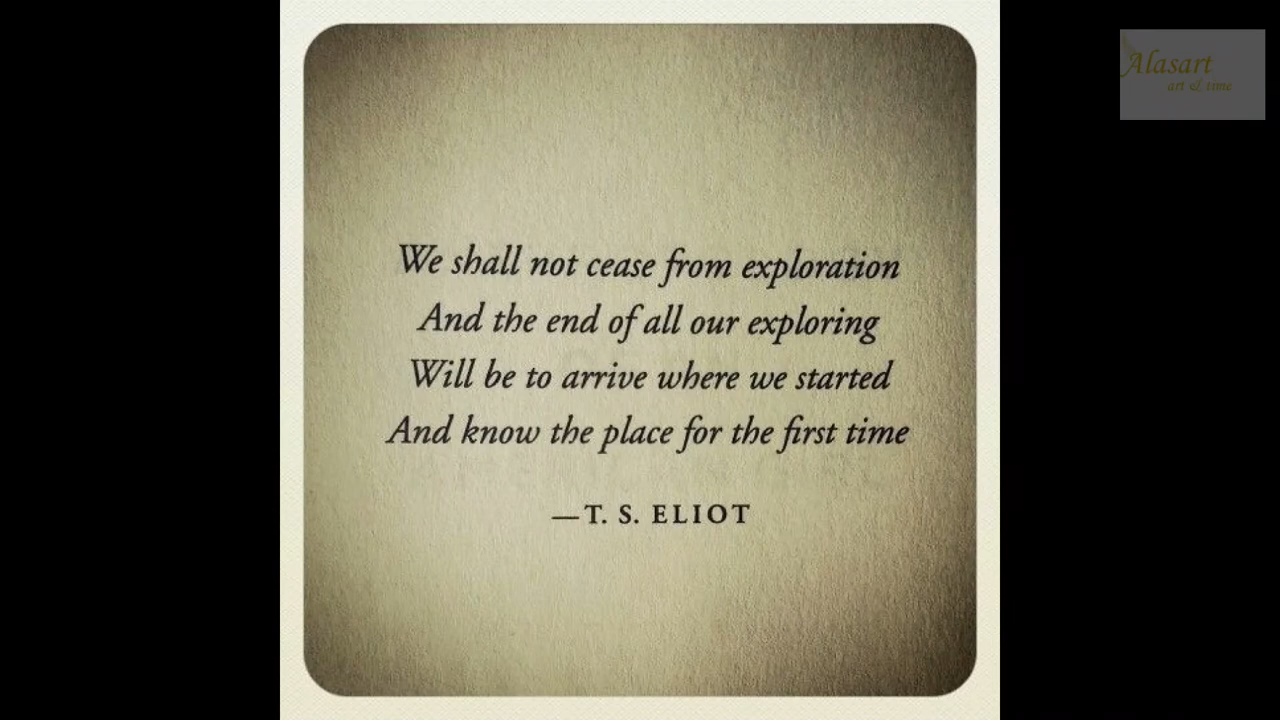 Alasart
art & time
We shall not cease from exploration
And the end of all our exploring
Will be to arrive where we started
And know the place for the first time
—T. S. ELIOT